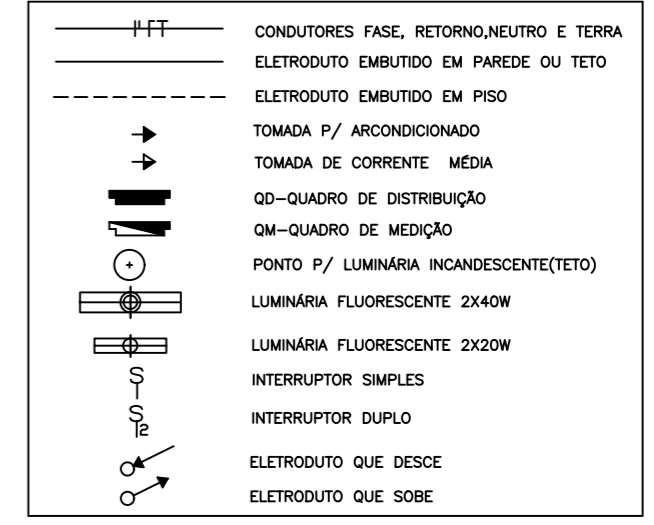 CONDUTORES FASE, RETORNO,NEUTRO E TERRA
ELETRODUTO EMBUTIDO EM PAREDE OU TETO
ELETRODUTO EMBUTIDO EM PISO
TOMADA P/ ARCONDICIONADO
TOMADA DE CORRENTE MÉDIA
QD-QUADRO DE DISTRIBUIÇÃO
QM-QUADRO DE MEDIÇÃO
PONTO P/ LUMINÁRIA INCANDESCENTE(TETO)
LUMINÁRIA FLUORESCENTE 2X40W
LUMINÁRIA FLUORESCENTE 2X20W
S INTERRUPTOR SIMPLES
S2 INTERRUPTOR DUPLO
ELETRODUTO QUE DESCE
ELETRODUTO QUE SOBE